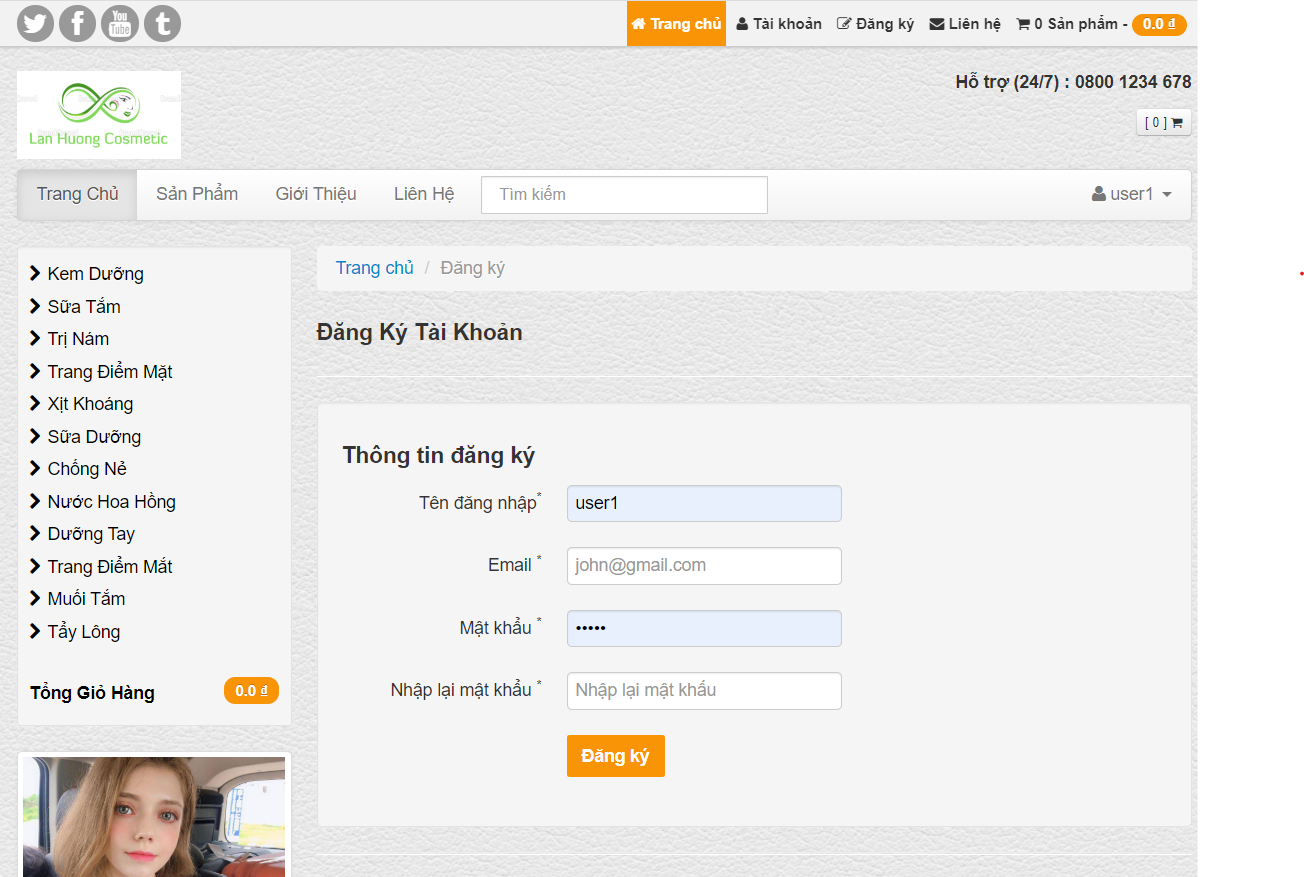 You
Tube
Trang chủ Tài khoản Đăng ký Liên hệ 0 Sản phẩm - 0.0 ₫
Lan Huong Cosmetic
Hỗ trợ (24/7) : 0800 1234 678
[ 0 ]
Trang Chủ Sản Phẩm Giới Thiệu Liên Hệ Tìm kiếm user1
Kem Dưỡng
Sữa Tắm
Trị Nám
Trang Điểm Mặt
Xịt Khoáng
Sữa Dưỡng
Chống Nẻ
Nước Hoa Hồng
Dưỡng Tay
Trang Điểm Mắt
Muối Tắm
Tẩy Lông
Tổng Giỏ Hàng 0.0 ₫
Trang chủ / Đăng ký
Đăng Ký Tài Khoản
Thông tin đăng ký
Tên đăng nhập* user1
Email * john@gmail.com
Mật khẩu * •••••
Nhập lại mật khẩu * Nhập lại mật khẩu
Đăng ký